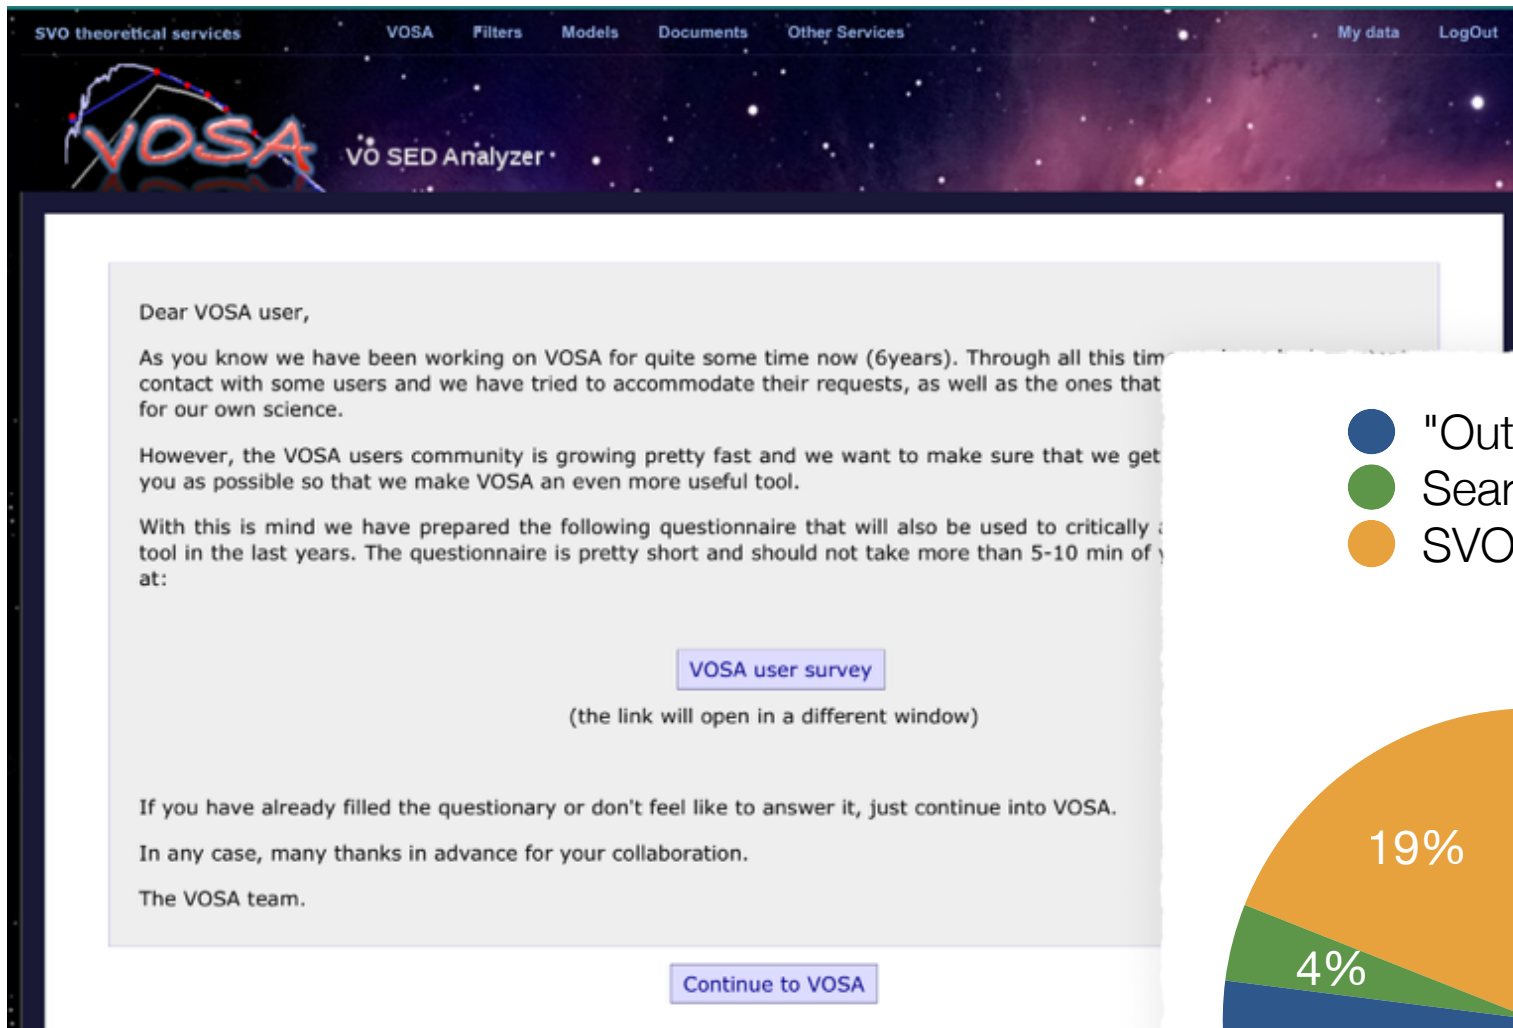 SVO theoretical services VOSA Filters Models Documents Other Services My data LogOut
VOSA
VO SED Analyzer
Dear VOSA user,
As you know we have been working on VOSA for quite some time now (6years). Through all this time
contact with some users and we have tried to accommodate their requests, as well as the ones that
for our own science.
However, the VOSA users community is growing pretty fast and we want to make sure that we get
you as possible so that we make VOSA an even more useful tool.
With this is mind we have prepared the following questionnaire that will also be used to critically
tool in the last years. The questionnaire is pretty short and should not take more than 5-10 min of
at:
VOSA user survey
(the link will open in a different window)
If you have already filled the questionary or don't feel like to answer it, just continue into VOSA.
In any case, many thanks in advance for your collaboration.
The VOSA team.
Continue to VOSA
"Out
Sear
SVO
19%
4%